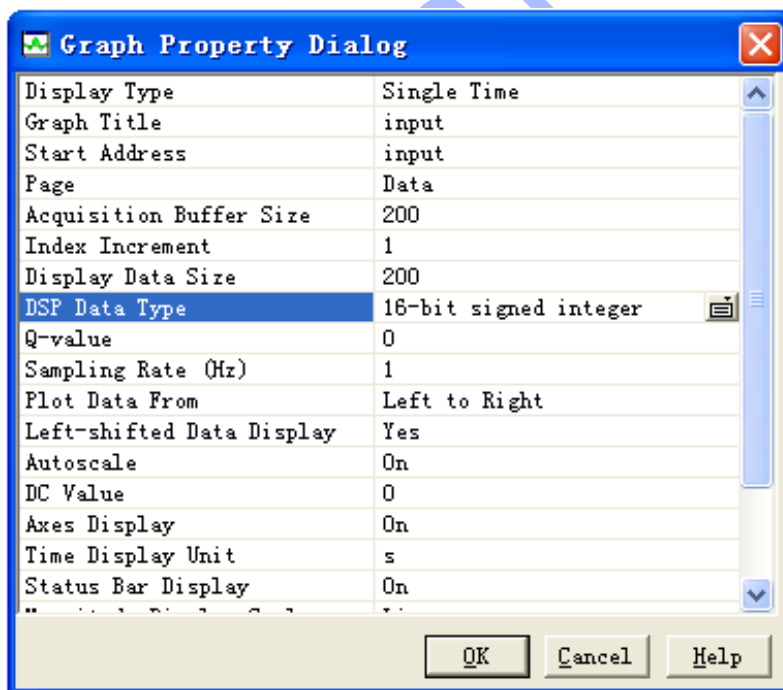 Graph Property Dialog
Display Type Single Time
Graph Title input
Start Address input
Page Data
Acquisition Buffer Size 200
Index Increment 1
Display Data Size 200
DSP Data Type 16-bit signed integer
Q-value 0
Sampling Rate (Hz) 1
Plot Data From Left to Right
Left-shifted Data Display Yes
Autoscale On
DC Value 0
Axes Display On
Time Display Unit s
Status Bar Display On
OK Cancel Help